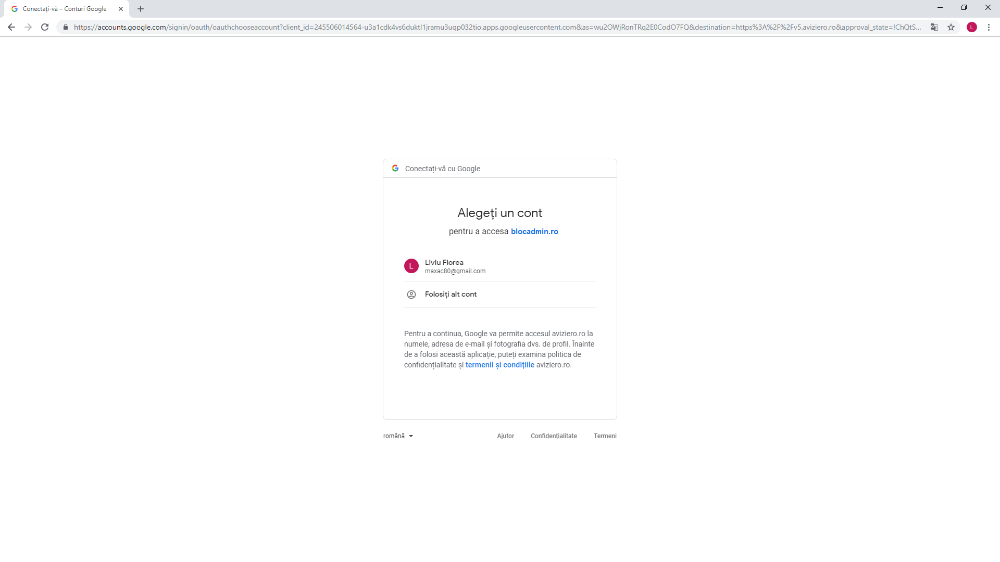 Conectați-vă – Conturi Google
https://accounts.google.com/signin/oauth/oauthchooseaccount?client_id=245506014564-u3a1cdk4vs6duktl1jramu3uqp032tio.apps.googleusercontent.com&as=wu2OWjRonTRq2E0CodO7FQ&destination=https%3A%2F%2Fv5.aviziero.ro&approval_state=!ChQtS...
L
Conectați-vă cu Google
Alegeți un cont
pentru a accesa blocadmin.ro
L
Liviu Florea
maxac80@gmail.com
Folosiți alt cont
Pentru a continua, Google va permite accesul aviziero.ro la
numele, adresa de e-mail și fotografia dvs. de profil. Înainte
de a folosi această aplicație, puteți examina politica de
confidențialitate și termenii și condițiile aviziero.ro.
română
Ajutor
Confidențialitate
Termeni